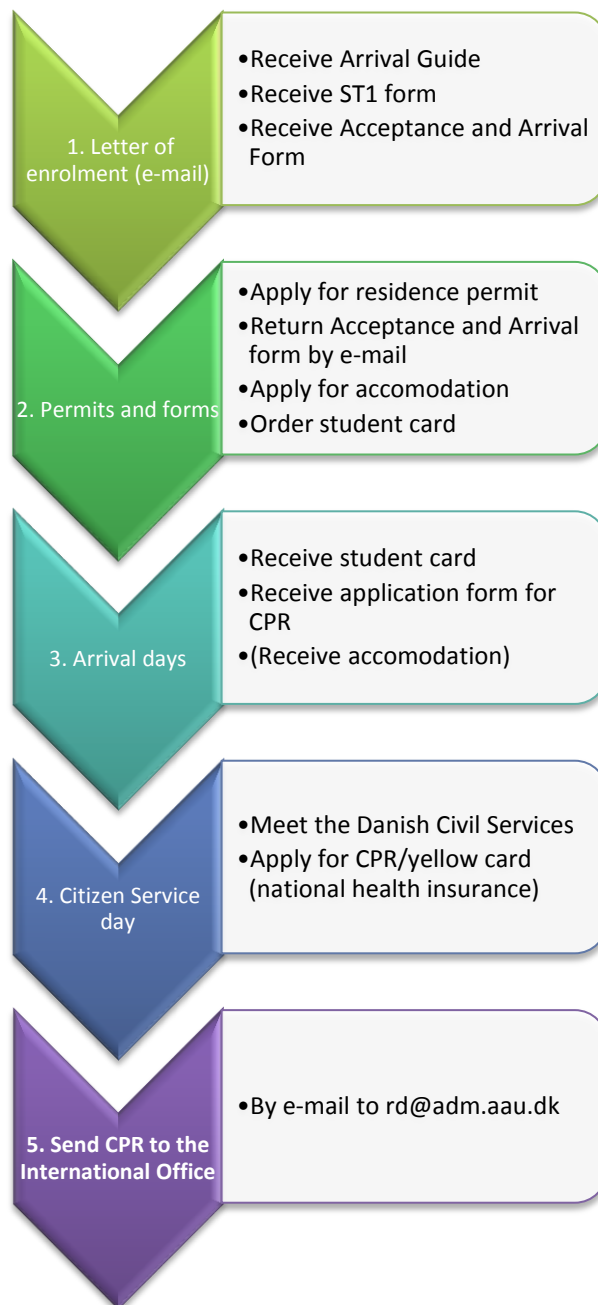 1. Letter of
enrolment (e-mail)
•Receive Arrival Guide
•Receive ST1 form
•Receive Acceptance and Arrival
Form
2. Permits and forms
•Apply for residence permit
•Return Acceptance and Arrival
form by e-mail
•Apply for accomodation
•Order student card
3. Arrival days
•Receive student card
•Receive application form for
CPR
•(Receive accomodation)
4. Citizen Service
day
•Meet the Danish Civil Services
•Apply for CPR/yellow card
(national health insurance)
5. Send CPR to the
International Office
•By e-mail to rd@adm.aau.dk